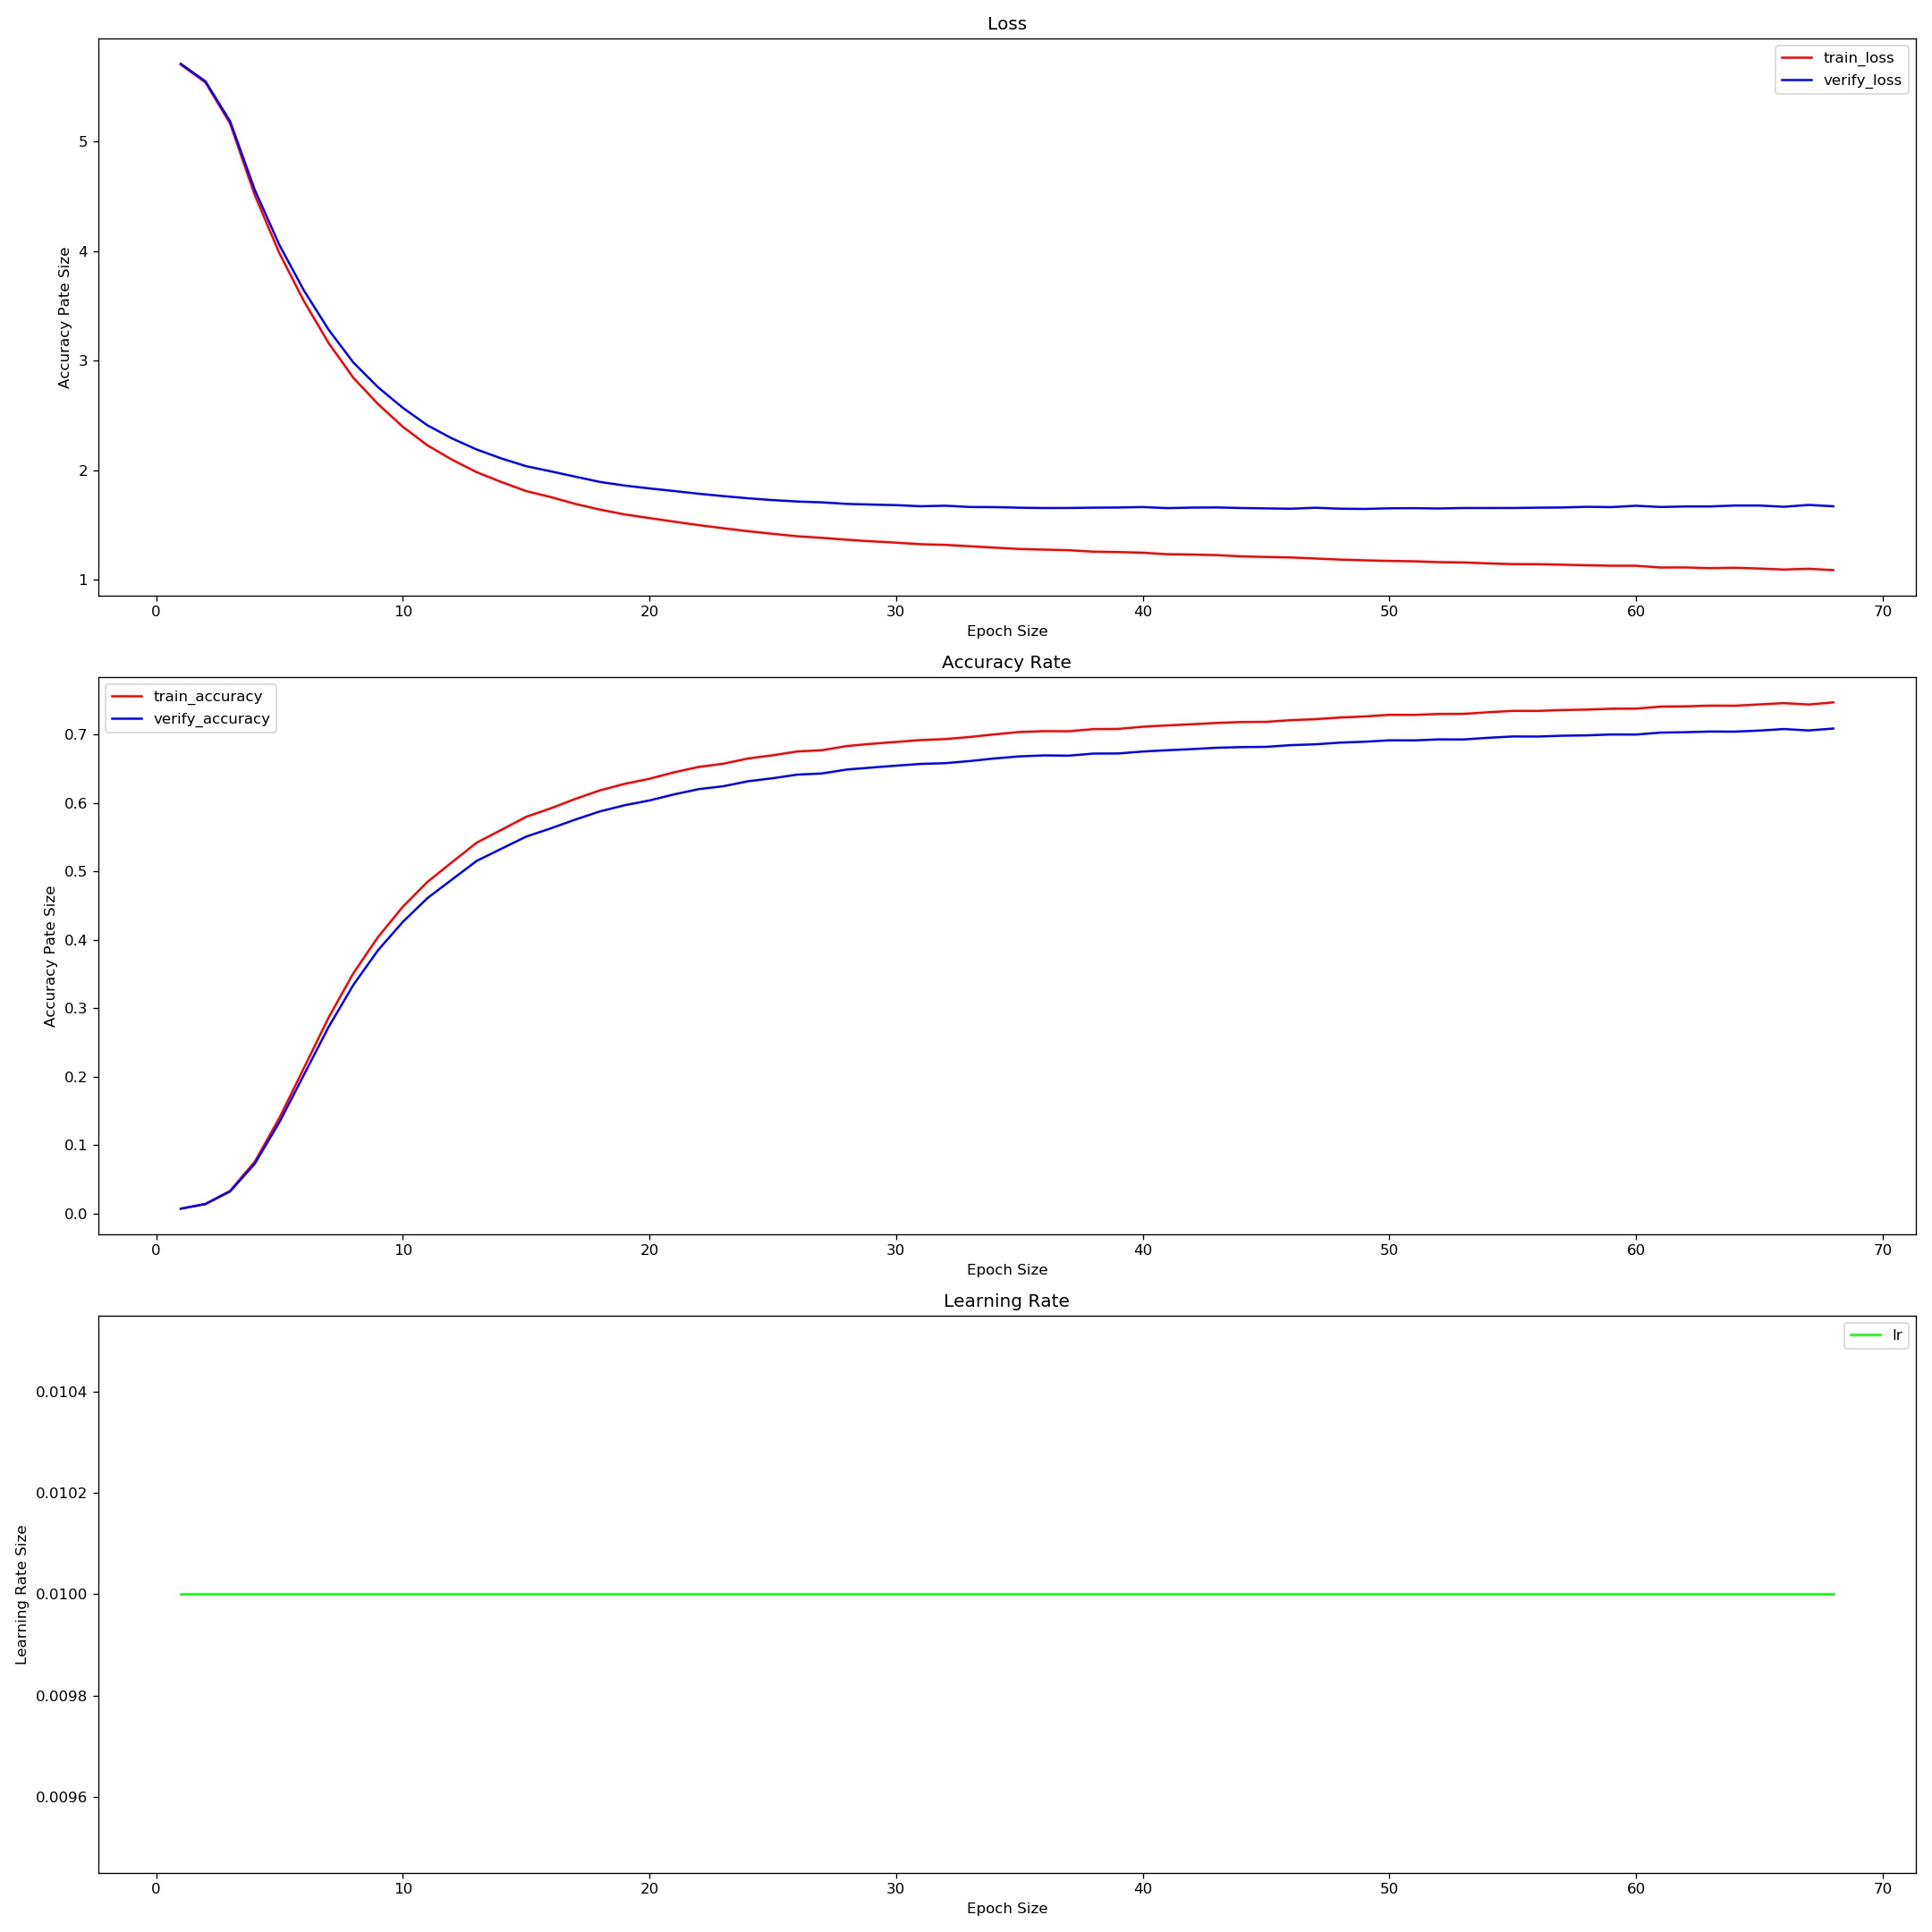 Loss
train_loss
verify_loss
5
4
3
2
1
Accuracy Pate Size
0 10 20 30 40 50 60 70
Epoch Size
Accuracy Rate
train_accuracy
verify_accuracy
0.7
0.6
0.5
0.4
0.3
0.2
0.1
0.0
Accuracy Pate Size
0 10 20 30 40 50 60 70
Epoch Size
Learning Rate
lr
0.0104
0.0102
0.0100
0.0098
0.0096
Learning Rate Size
0 10 20 30 40 50 60 70
Epoch Size